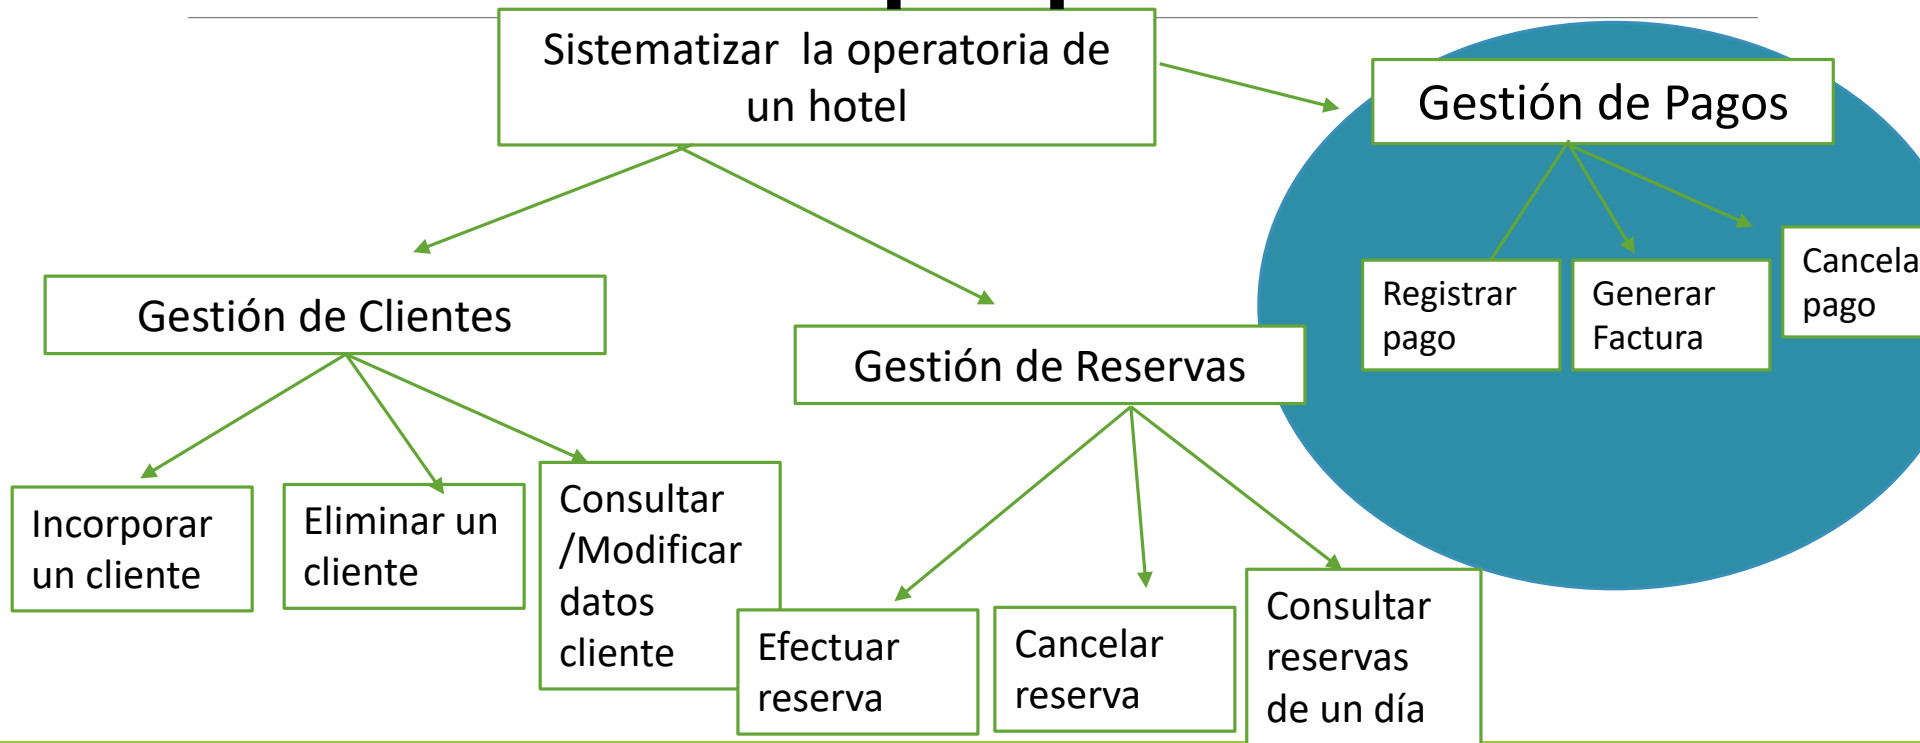 Sistematizar la operatoria de
un hotel
Gestión de Pagos
Registrar
pago
Generar
Factura
Cancela
pago
Gestión de Clientes
Gestión de Reservas
Incorporar
un cliente
Eliminar un
cliente
Consultar
/Modificar
datos
cliente
Efectuar
reserva
Cancelar
reserva
Consultar
reservas
de un día